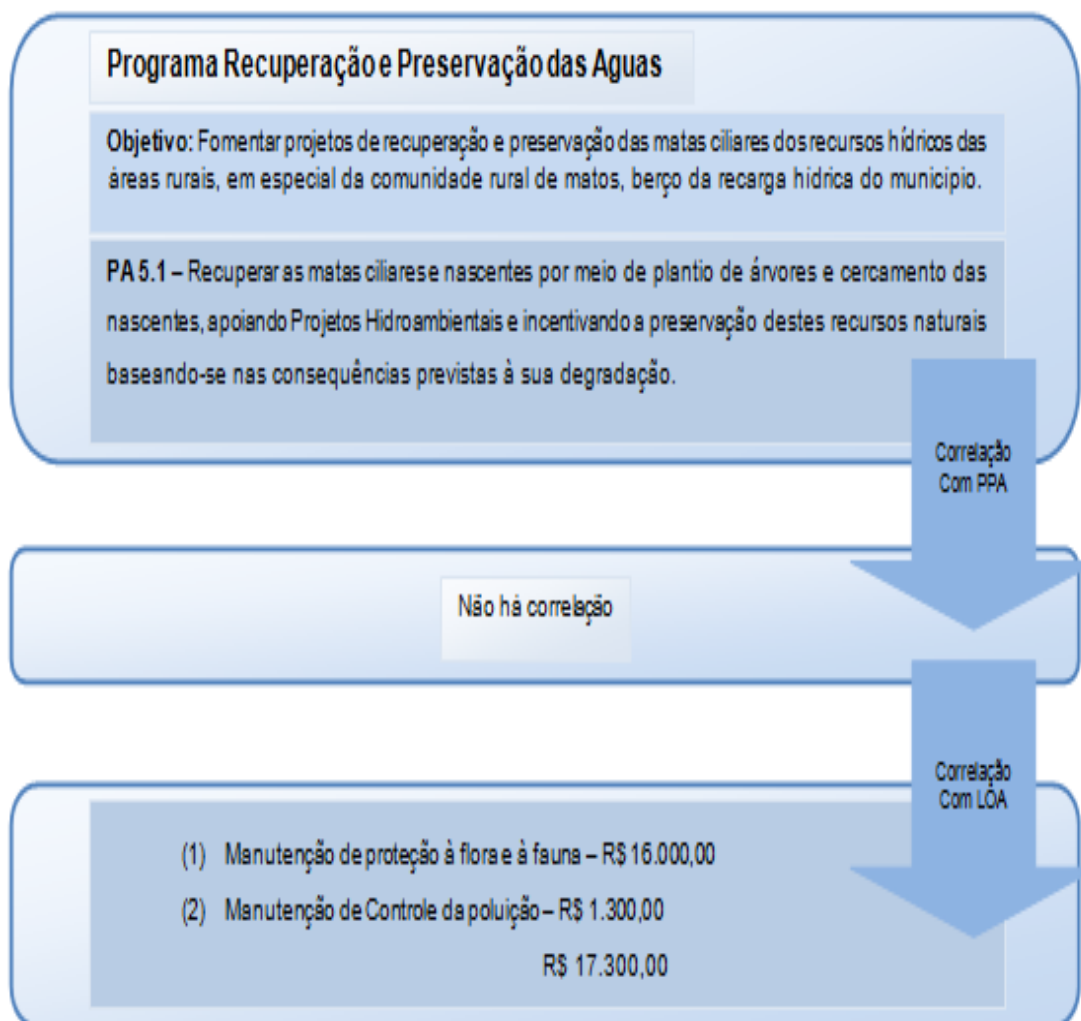 Programa Recuperação e Preservação das Aguas
Objetivo: Fomentar projetos de recuperação e preservação das matas ciliares dos recursos hídricos das
áreas rurais, em especial da comunidade rural de matos, berço da recarga hídrica do municipio.
PA 5.1 – Recuperar as matas ciliares e nascentes por meio de plantio de árvores e cercamento das
nascentes, apoiando Projetos Hidroambientais e incentivando a preservação destes recursos naturais
baseando-se nas consequências previstas à sua degradação.
Correlação
Com PPA
Não há correlação
Correlação
Com LOA
(1) Manutenção de proteção à flora e à fauna – R$ 16.000,00
(2) Manutenção de Controle da poluição – R$ 1.300,00
R$ 17.300,00